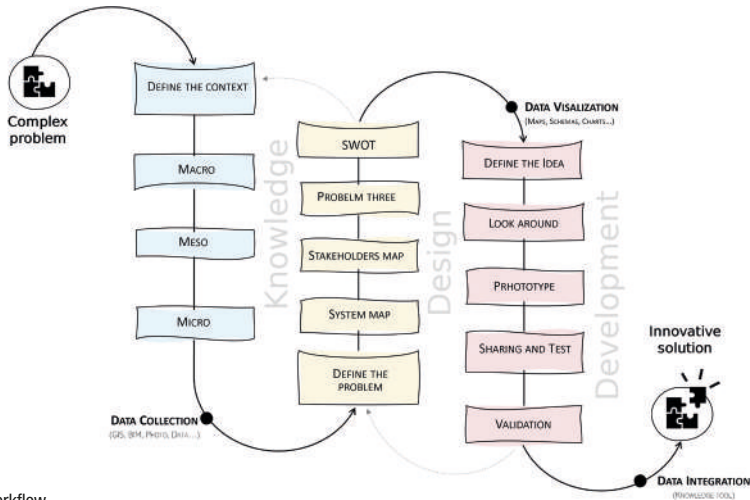 Complex
problem
DEFINE THE CONTEXT
MACRO
MESO
MICRO
DATA COLLECTION
(GIS, BIM, PHOTO, DATA...)
Knowledge
SWOT
PROBELM THREE
STAKEHOLDERS MAP
SYSTEM MAP
DEFINE THE
PROBLEM
Design
DATA VISALIZATION
(MAPS, SCHEMAS, CHARTS...)
DEFINE THE IDEA
LOOK AROUND
PRHOTOTYPE
SHARING AND TEST
VALIDATION
Development
Innovative
solution
DATA INTEGRATION
(KNOWLEDGE TOOL)